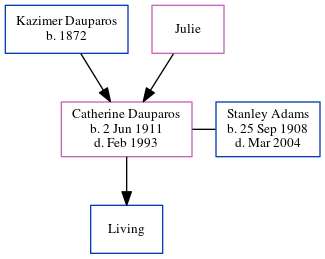 Kazimer Dauparos
b. 1872
Julie
Catherine Dauparos
b. 2 Jun 1911
d. Feb 1993
Stanley Adams
b. 25 Sep 1908
d. Mar 2004
Living